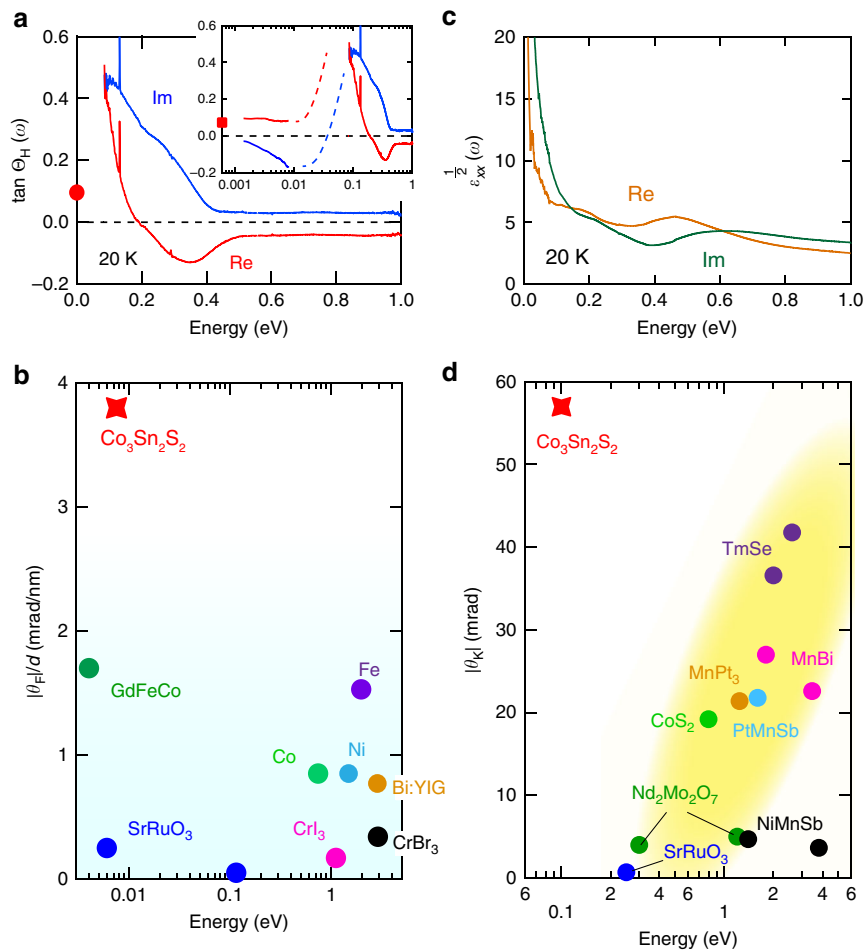 a
0.6
0.4
0.2
0.0
–0.2
tan Θ_H (ω)
Im
Re
20 K
0.0
0.2
0.4
0.6
0.8
1.0
Energy (eV)
0.6
0.4
0.2
0.0
–0.2
0.001
0.01
0.1
1
c
20
15
10
5
0
ε_xx^{1/2} (ω)
Re
Im
20 K
0.0
0.2
0.4
0.6
0.8
1.0
Energy (eV)
b
4
3
2
1
0
|θ_F|/d (mrad/nm)
Co₃Sn₂S₂
GdFeCo
Fe
Co
Ni
Bi:YIG
SrRuO₃
CrI₃
CrBr₃
0.01
0.1
1
Energy (eV)
d
60
50
40
30
20
10
0
|θ_K| (mrad)
Co₃Sn₂S₂
TmSe
MnPt₃
MnBi
CoS₂
PtMnSb
Nd₂Mo₂O₇
NiMnSb
SrRuO₃
6
0.1
2
4
6
1
2
4
6
Energy (eV)